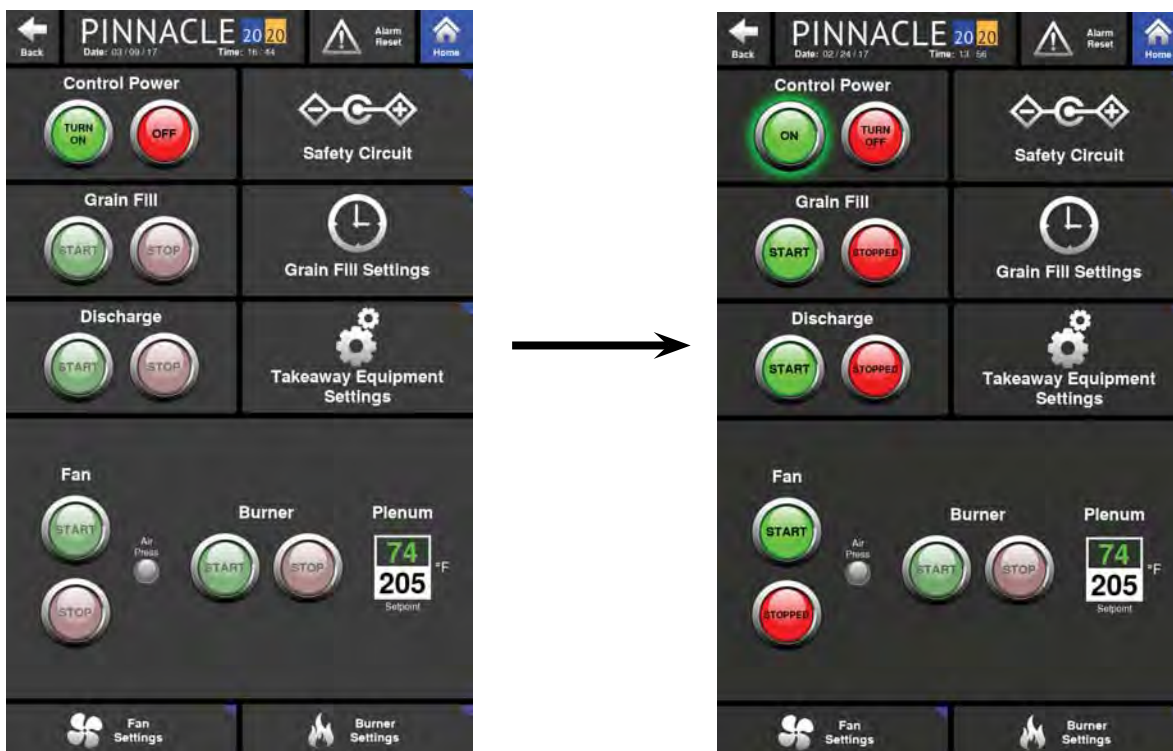 Back
PINNACLE 20 20
Date: 03/09/17 Time: 16:44
Alarm
Reset
Home
Control Power
TURN
ON
OFF
Safety Circuit
Grain Fill
START
STOP
Grain Fill Settings
Discharge
START
STOP
Takeaway Equipment
Settings
Fan
START
STOP
Air
Press
Burner
START
STOP
Plenum
74
205
°F
Setpoint
Fan
Settings
Burner
Settings
Back
PINNACLE 20 20
Date: 02/24/17 Time: 13:56
Alarm
Reset
Home
Control Power
ON
TURN
OFF
Safety Circuit
Grain Fill
START
STOPPED
Grain Fill Settings
Discharge
START
STOPPED
Takeaway Equipment
Settings
Fan
START
STOPPED
Air
Press
Burner
START
STOP
Plenum
74
205
°F
Setpoint
Fan
Settings
Burner
Settings